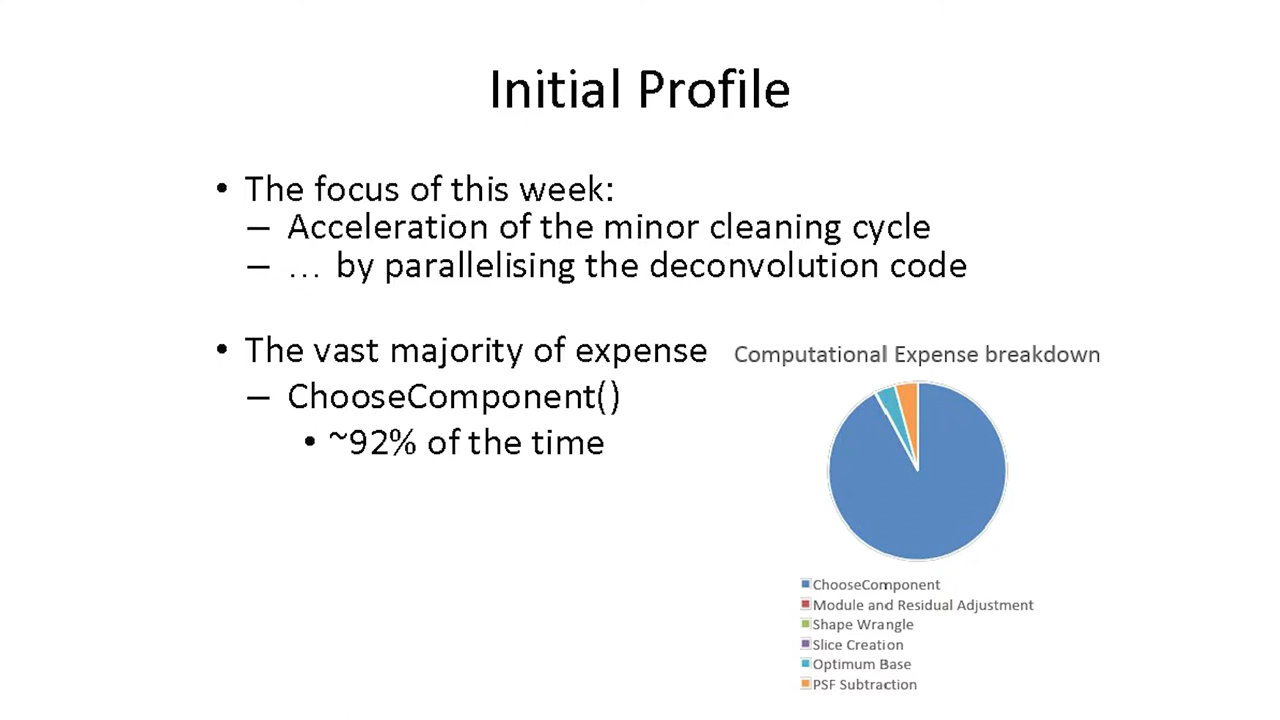 Initial Profile
• The focus of this week:
– Acceleration of the minor cleaning cycle
– … by parallelising the deconvolution code
• The vast majority of expense
– ChooseComponent()
• ~92% of the time
Computational Expense breakdown
ChooseComponent
Module and Residual Adjustment
Shape Wrangle
Slice Creation
Optimum Base
PSF Subtraction